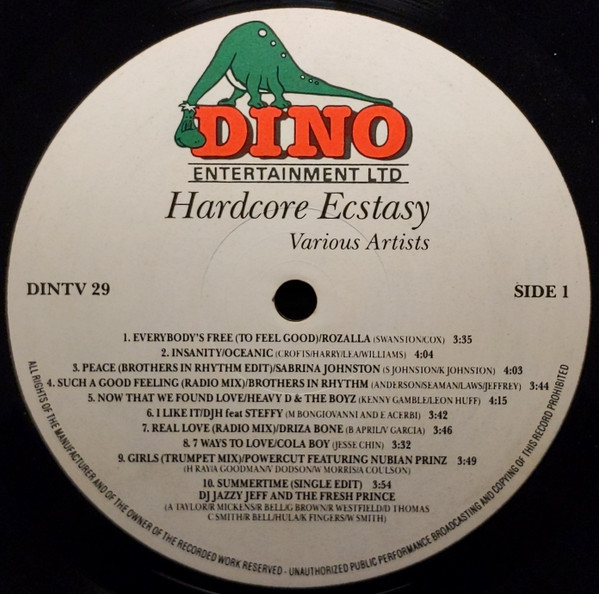 DINO
ENTERTAINMENT LTD
Hardcore Ecstasy
Various Artists
DINTV 29
SIDE 1
1. EVERYBODY'S FREE (TO FEEL GOOD)/ROZALLA (SWANSTON/COX) 3:35
2. INSANITY/OCEANIC (CROFTS/HARRY/LEA/WILLIAMS) 4:04
3. PEACE (BROTHERS IN RHYTHM EDIT)/SABRINA JOHNSTON (S JOHNSTON/K JOHNSTON) 4:03
4. SUCH A GOOD FEELING (RADIO MIX)/BROTHERS IN RHYTHM (ANDERSON/SEAMAN/LAWS/JEFFREY) 3:44
5. NOW THAT WE FOUND LOVE/HEAVY D & THE BOYZ (KENNY GAMBLE/LEON HUFF) 4:15
6. I LIKE IT/DJH feat STEFFY (M BONGIOVANNI AND E ACERBI) 3:42
7. REAL LOVE (RADIO MIX)/DRIZA BONE (B APRIL/V GARCIA) 3:46
8. 7 WAYS TO LOVE/COLA BOY (JESSE CHIN) 3:32
9. GIRLS (TRUMPET MIX)/POWERCUT FEATURING NUBIAN PRINZ 3:49
(H RAY/A GOODMAN/V DODSON/W MORRIS/A COULSON)
10. SUMMERTIME (SINGLE EDIT) 3:54
DJ JAZZY JEFF AND THE FRESH PRINCE
(A TAYLOR/R MICKENS/R BELL/G BROWN/R WESTFIELD/D THOMAS
C SMITH/R BELL/HULA/K FINGERS/W SMITH)
ALL RIGHTS OF THE MANUFACTURER AND OF THE OWNER OF THE RECORDED WORK RESERVED - UNAUTHORIZED PUBLIC PERFORMANCE BROADCASTING AND COPYING OF THIS RECORD PROHIBITED